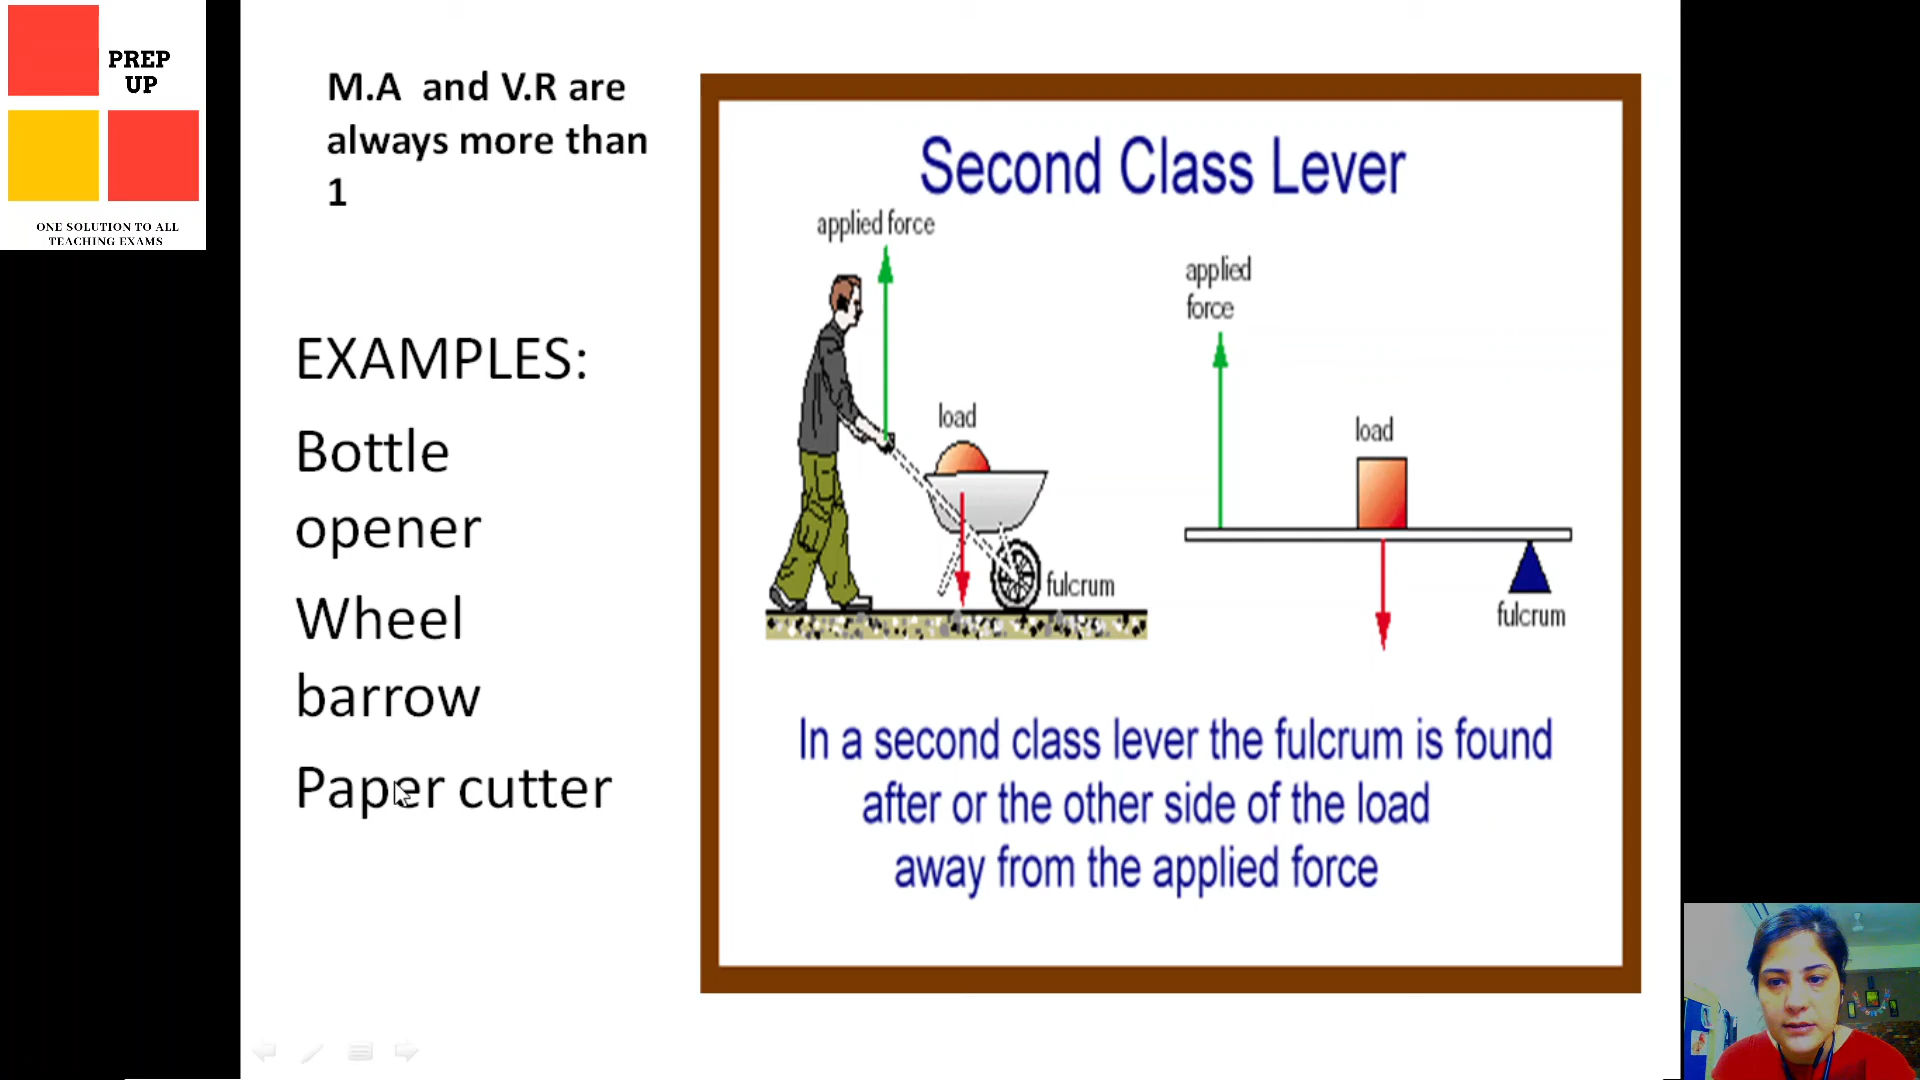 PREP
UP
ONE SOLUTION TO ALL
TEACHING EXAMS
M.A and V.R are
always more than
1
EXAMPLES:
Bottle
opener
Wheel
barrow
Paper cutter
Second Class Lever
applied force
load
fulcrum
applied
force
load
fulcrum
In a second class lever the fulcrum is found
after or the other side of the load
away from the applied force